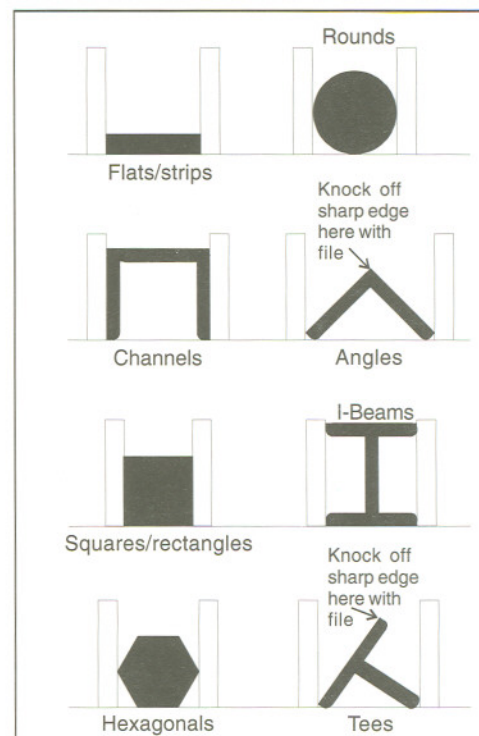 Rounds
Flats/strips
Knock off
sharp edge
here with
file
Channels
Angles
I-Beams
Squares/rectangles
Knock off
sharp edge
here with
file
Hexagonals
Tees